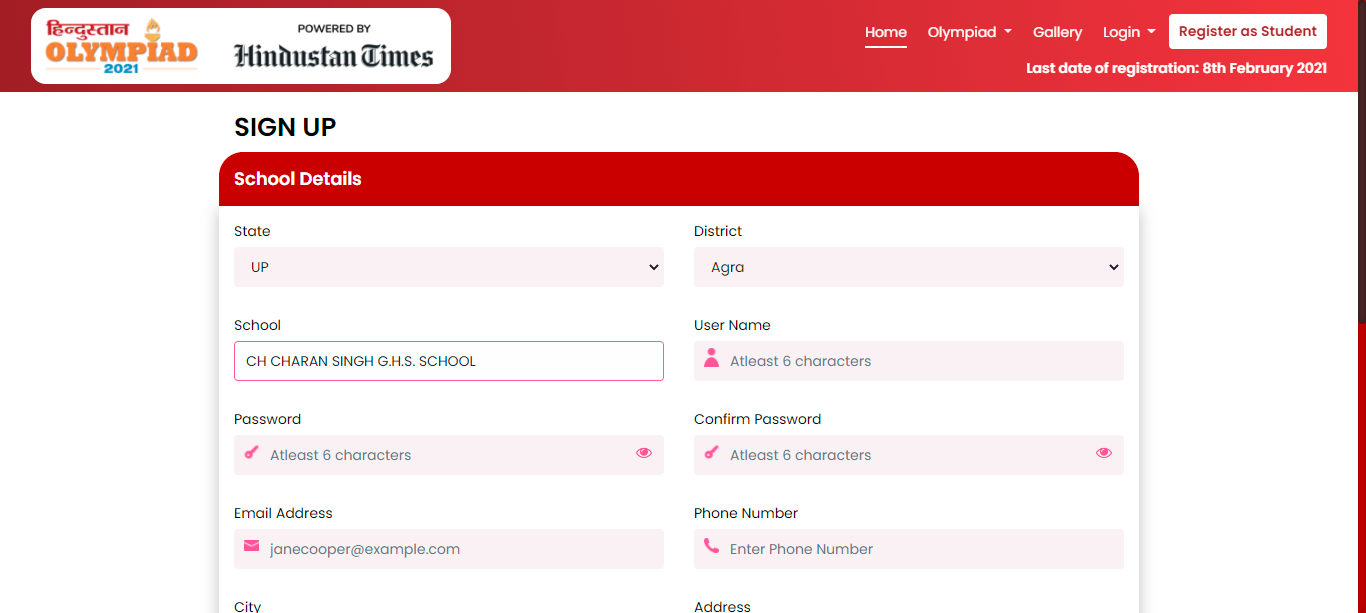 हिन्दुस्तान
OLYMPIAD
2021
POWERED BY
Hindustan Times
Home Olympiad Gallery Login Register as Student
Last date of registration: 8th February 2021
SIGN UP
School Details
State District
UP Agra
School User Name
CH CHARAN SINGH G.H.S. SCHOOL Atleast 6 characters
Password Confirm Password
Atleast 6 characters Atleast 6 characters
Email Address Phone Number
janecooper@example.com Enter Phone Number
City Address